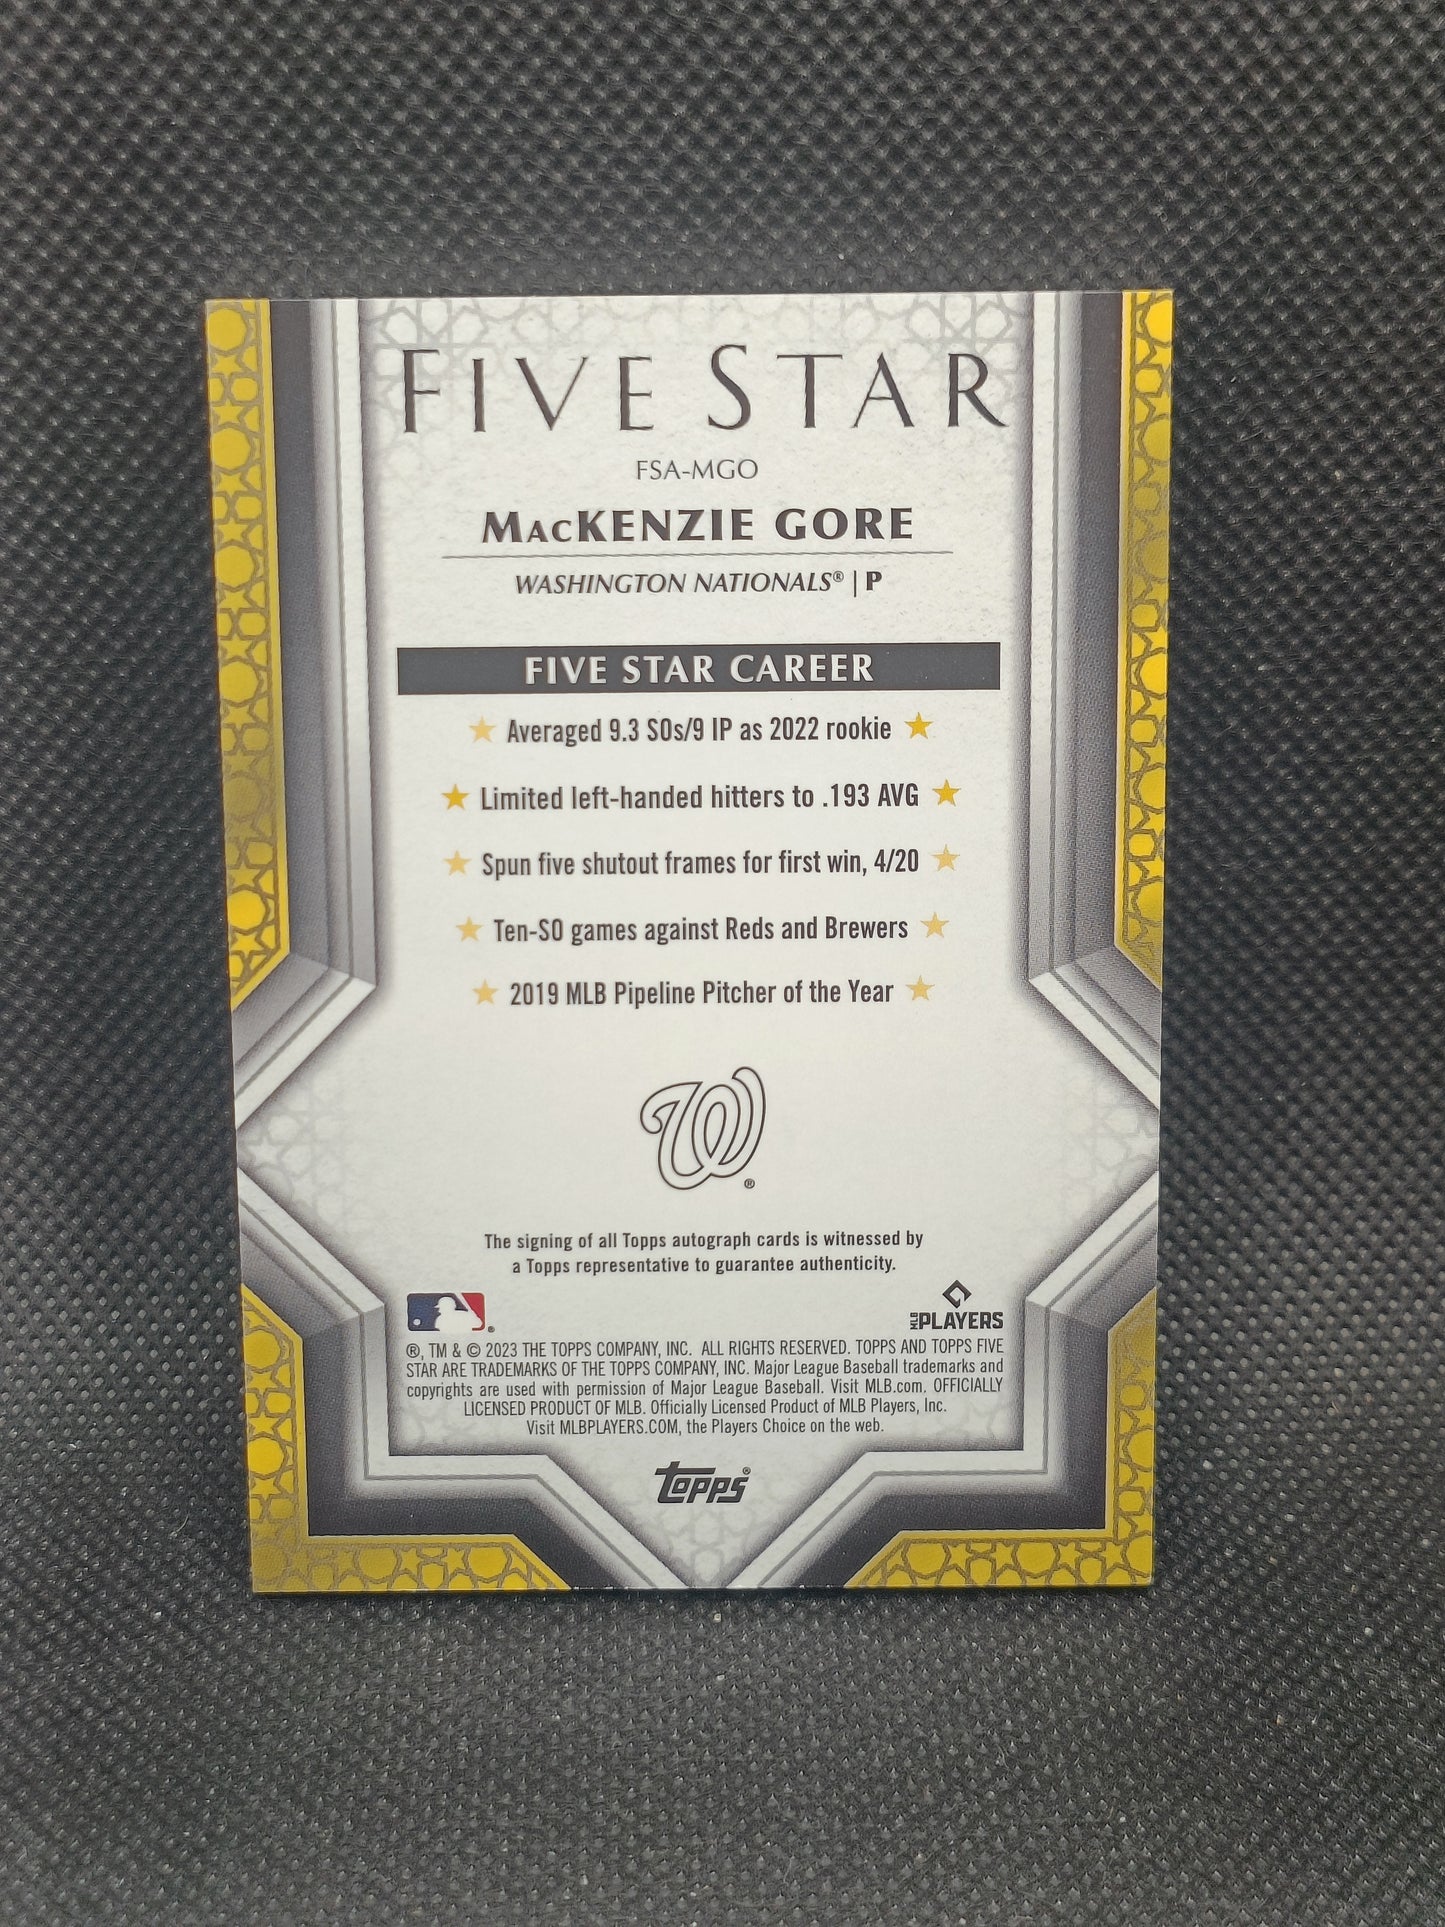 FIVE STAR
FSA-MGO
MacKENZIE GORE
WASHINGTON NATIONALS® | P
FIVE STAR CAREER
★ Averaged 9.3 SOs/9 IP as 2022 rookie ★
★ Limited left-handed hitters to .193 AVG ★
★ Spun five shutout frames for first win, 4/20 ★
★ Ten-SO games against Reds and Brewers ★
★ 2019 MLB Pipeline Pitcher of the Year ★
W®
The signing of all Topps autograph cards is witnessed by
a Topps representative to guarantee authenticity.
MLB PLAYERS
®, TM & © 2023 THE TOPPS COMPANY, INC. ALL RIGHTS RESERVED. TOPPS AND TOPPS FIVE
STAR ARE TRADEMARKS OF THE TOPPS COMPANY, INC. Major League Baseball trademarks and
copyrights are used with permission of Major League Baseball. Visit MLB.com. OFFICIALLY
LICENSED PRODUCT OF MLB. Officially Licensed Product of MLB Players, Inc.
Visit MLBPLAYERS.COM, the Players Choice on the web.
topps®